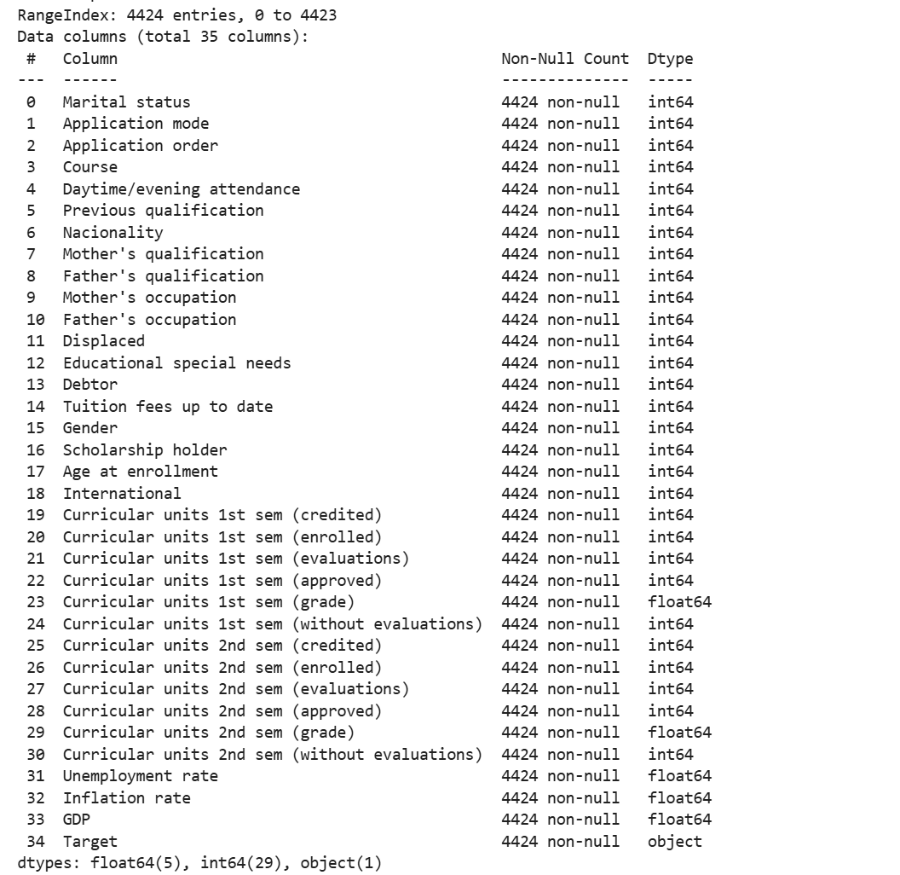 RangeIndex: 4424 entries, 0 to 4423
Data columns (total 35 columns):
 #   Column                                          Non-Null Count  Dtype
---  ------                                          --------------  -----
 0   Marital status                                  4424 non-null   int64
 1   Application mode                                4424 non-null   int64
 2   Application order                               4424 non-null   int64
 3   Course                                          4424 non-null   int64
 4   Daytime/evening attendance                      4424 non-null   int64
 5   Previous qualification                          4424 non-null   int64
 6   Nacionality                                     4424 non-null   int64
 7   Mother's qualification                          4424 non-null   int64
 8   Father's qualification                          4424 non-null   int64
 9   Mother's occupation                             4424 non-null   int64
 10  Father's occupation                             4424 non-null   int64
 11  Displaced                                       4424 non-null   int64
 12  Educational special needs                       4424 non-null   int64
 13  Debtor                                          4424 non-null   int64
 14  Tuition fees up to date                         4424 non-null   int64
 15  Gender                                          4424 non-null   int64
 16  Scholarship holder                              4424 non-null   int64
 17  Age at enrollment                               4424 non-null   int64
 18  International                                   4424 non-null   int64
 19  Curricular units 1st sem (credited)             4424 non-null   int64
 20  Curricular units 1st sem (enrolled)             4424 non-null   int64
 21  Curricular units 1st sem (evaluations)          4424 non-null   int64
 22  Curricular units 1st sem (approved)             4424 non-null   int64
 23  Curricular units 1st sem (grade)                4424 non-null   float64
 24  Curricular units 1st sem (without evaluations)  4424 non-null   int64
 25  Curricular units 2nd sem (credited)             4424 non-null   int64
 26  Curricular units 2nd sem (enrolled)             4424 non-null   int64
 27  Curricular units 2nd sem (evaluations)          4424 non-null   int64
 28  Curricular units 2nd sem (approved)             4424 non-null   int64
 29  Curricular units 2nd sem (grade)                4424 non-null   float64
 30  Curricular units 2nd sem (without evaluations)  4424 non-null   int64
 31  Unemployment rate                               4424 non-null   float64
 32  Inflation rate                                  4424 non-null   float64
 33  GDP                                             4424 non-null   float64
 34  Target                                          4424 non-null   object
dtypes: float64(5), int64(29), object(1)